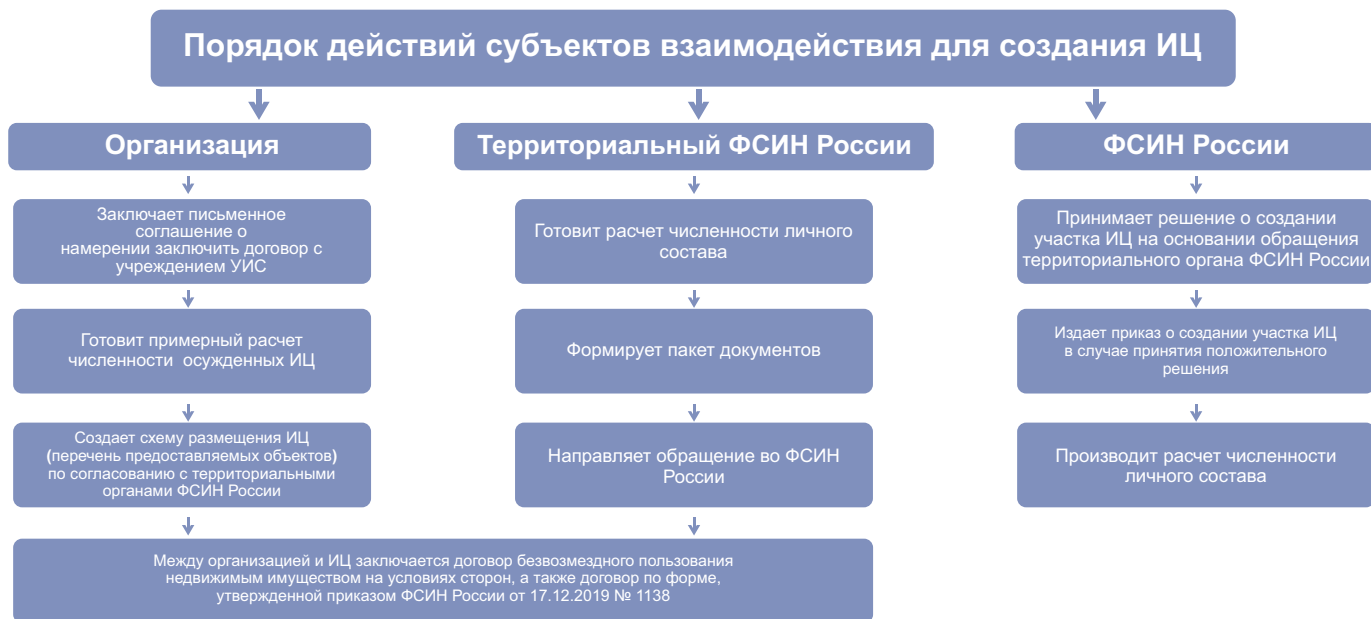 Порядок действий субъектов взаимодействия для создания ИЦ
Организация
Заключает письменное
соглашение о
намерении заключить договор с
учреждением УИС
Готовит примерный расчет
численности осужденных ИЦ
Создает схему размещения ИЦ
(перечень предоставляемых объектов)
по согласованию с территориальными
органами ФСИН России
Территориальный ФСИН России
Готовит расчет численности личного
состава
Формирует пакет документов
Направляет обращение во ФСИН
России
Между организацией и ИЦ заключается договор безвозмездного пользования
недвижимым имуществом на условиях сторон, а также договор по форме,
утвержденной приказом ФСИН России от 17.12.2019 № 1138
ФСИН России
Принимает решение о создании
участка ИЦ на основании обращения
территориального органа ФСИН России
Издает приказ о создании участка ИЦ
в случае принятия положительного
решения
Производит расчет численности
личного состава